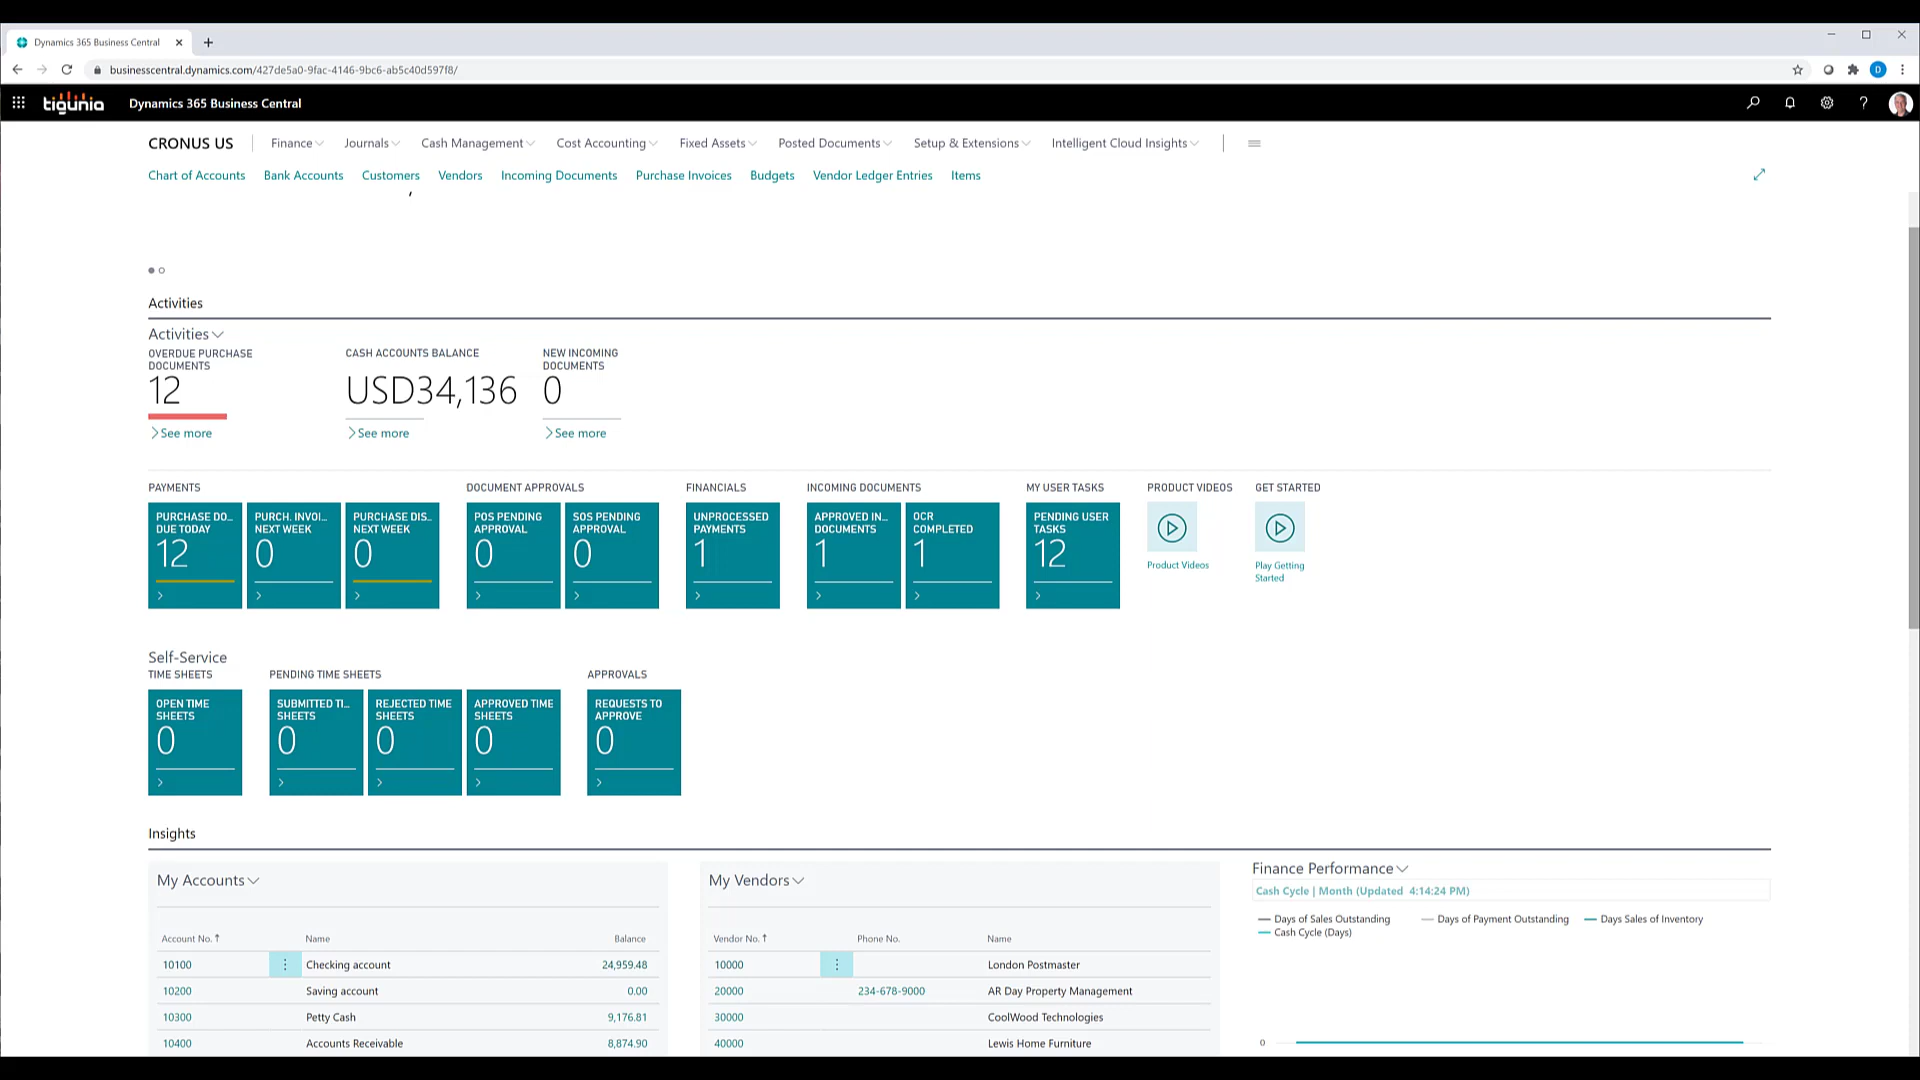 Dynamics 365 Business Central
businesscentral.dynamics.com/427de5a0-9fac-4146-9bc6-ab5c40d597f8/
D
tigunia Dynamics 365 Business Central
CRONUS US Finance Journals Cash Management Cost Accounting Fixed Assets Posted Documents Setup & Extensions Intelligent Cloud Insights
Chart of Accounts Bank Accounts Customers Vendors Incoming Documents Purchase Invoices Budgets Vendor Ledger Entries Items
Activities
Activities
OVERDUE PURCHASE DOCUMENTS
12
See more
CASH ACCOUNTS BALANCE
USD34,136
See more
NEW INCOMING DOCUMENTS
0
See more
PAYMENTS
PURCHASE DO...
DUE TODAY
12
PURCH. INVOI...
NEXT WEEK
0
PURCHASE DIS...
NEXT WEEK
0
DOCUMENT APPROVALS
POS PENDING
APPROVAL
0
SOS PENDING
APPROVAL
0
FINANCIALS
UNPROCESSED
PAYMENTS
1
INCOMING DOCUMENTS
APPROVED IN...
DOCUMENTS
1
OCR
COMPLETED
1
MY USER TASKS
PENDING USER
TASKS
12
PRODUCT VIDEOS
Product Videos
GET STARTED
Play Getting
Started
Self-Service
TIME SHEETS
OPEN TIME
SHEETS
0
PENDING TIME SHEETS
SUBMITTED TI...
SHEETS
0
REJECTED TIME
SHEETS
0
APPROVED TIME
SHEETS
0
APPROVALS
REQUESTS TO
APPROVE
0
Insights
My Accounts
Account No. ↑ Name Balance
10100 Checking account 24,959.48
10200 Saving account 0.00
10300 Petty Cash 9,176.81
10400 Accounts Receivable 8,874.90
My Vendors
Vendor No. ↑ Phone No. Name
10000 London Postmaster
20000 234-678-9000 AR Day Property Management
30000 CoolWood Technologies
40000 Lewis Home Furniture
Finance Performance
Cash Cycle | Month (Updated 4:14:24 PM)
Days of Sales Outstanding Days of Payment Outstanding Days Sales of Inventory
Cash Cycle (Days)
0